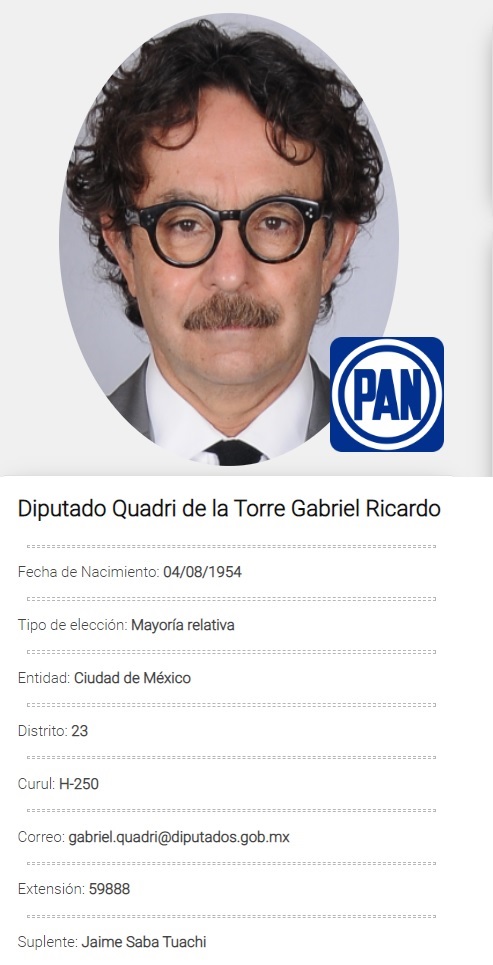 PAN
Diputado Quadri de la Torre Gabriel Ricardo
Fecha de Nacimiento: 04/08/1954
Tipo de elección: Mayoría relativa
Entidad: Ciudad de México
Distrito: 23
Curul: H-250
Correo: gabriel.quadri@diputados.gob.mx
Extensión: 59888
Suplente: Jaime Saba Tuachi